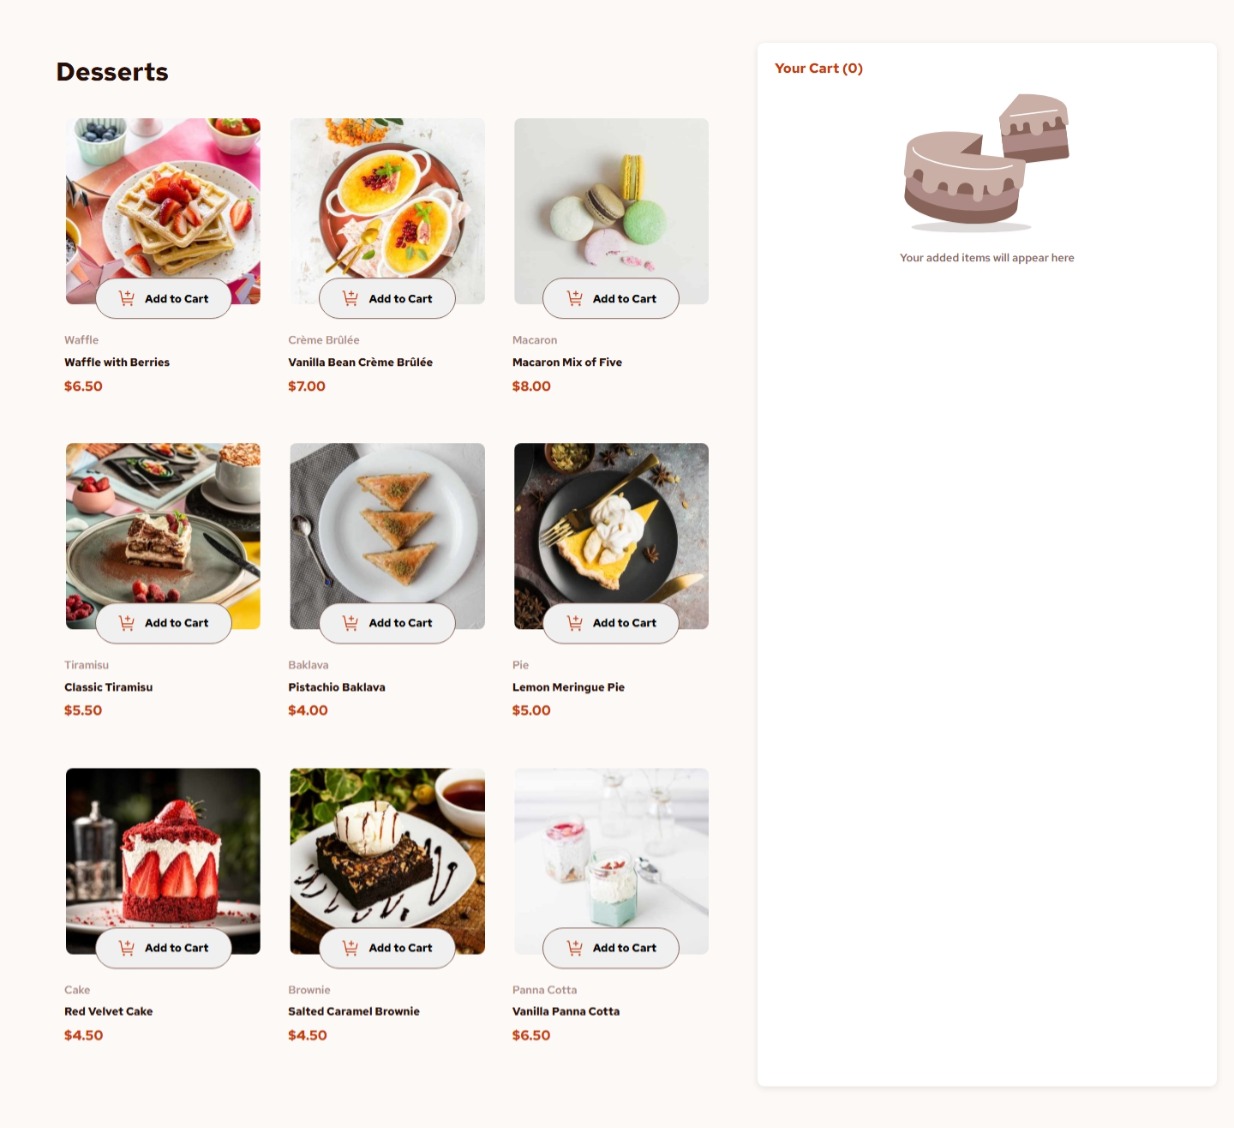 Desserts
Your Cart (0)
Your added items will appear here
Add to Cart
Add to Cart
Add to Cart
Waffle
Crème Brûlée
Macaron
Waffle with Berries
Vanilla Bean Crème Brûlée
Macaron Mix of Five
$6.50
$7.00
$8.00
Add to Cart
Add to Cart
Add to Cart
Tiramisu
Baklava
Pie
Classic Tiramisu
Pistachio Baklava
Lemon Meringue Pie
$5.50
$4.00
$5.00
Add to Cart
Add to Cart
Add to Cart
Cake
Brownie
Panna Cotta
Red Velvet Cake
Salted Caramel Brownie
Vanilla Panna Cotta
$4.50
$4.50
$6.50